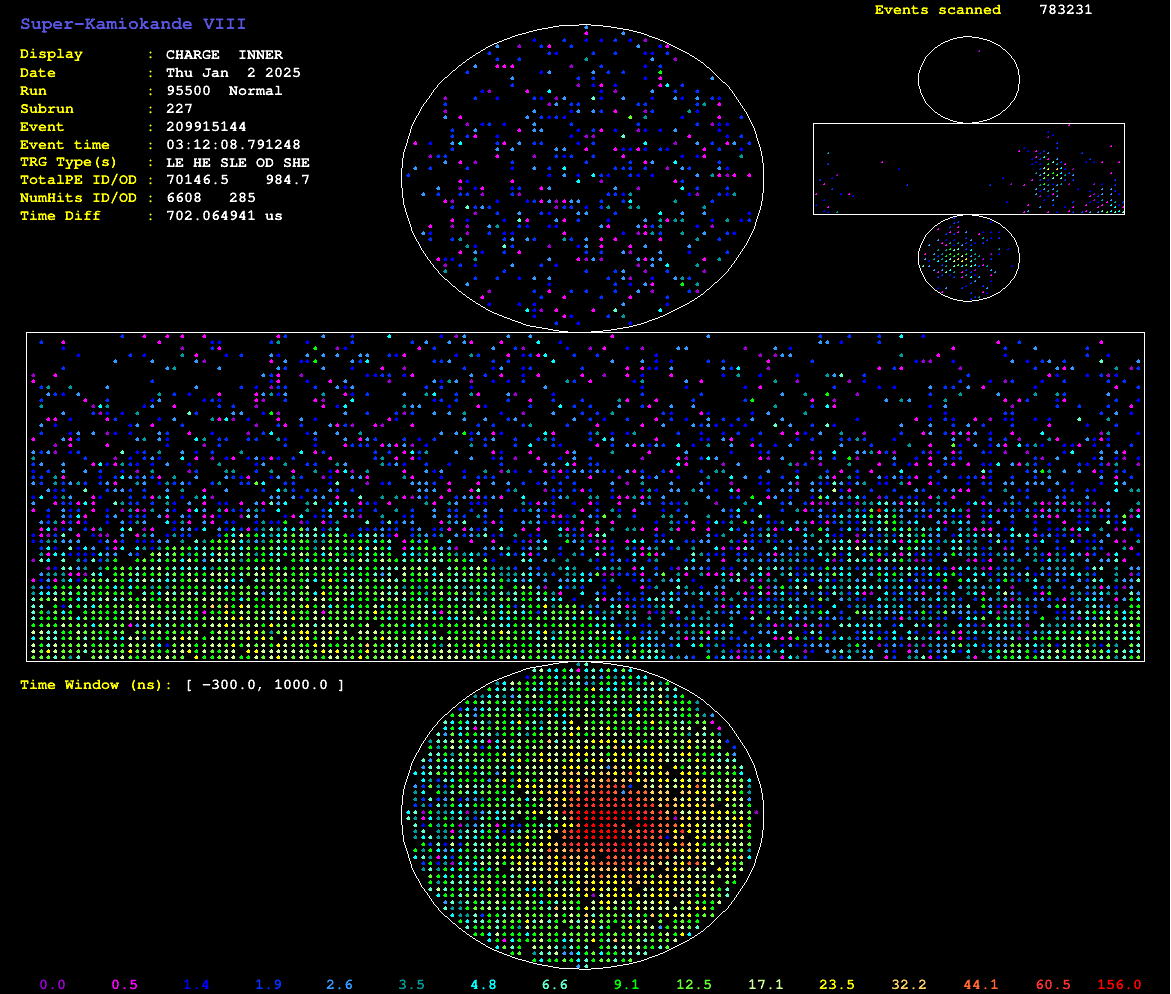 Super-Kamiokande VIII
Events scanned 783231
Display : CHARGE INNER
Date : Thu Jan 2 2025
Run : 95500 Normal
Subrun : 227
Event : 209915144
Event time : 03:12:08.791248
TRG Type(s) : LE HE SLE OD SHE
TotalPE ID/OD : 70146.5 984.7
NumHits ID/OD : 6608 285
Time Diff : 702.064941 us
Time Window (ns): [ −300.0, 1000.0 ]
0.0 0.5 1.4 1.9 2.6 3.5 4.8 6.6 9.1 12.5 17.1 23.5 32.2 44.1 60.5 156.0